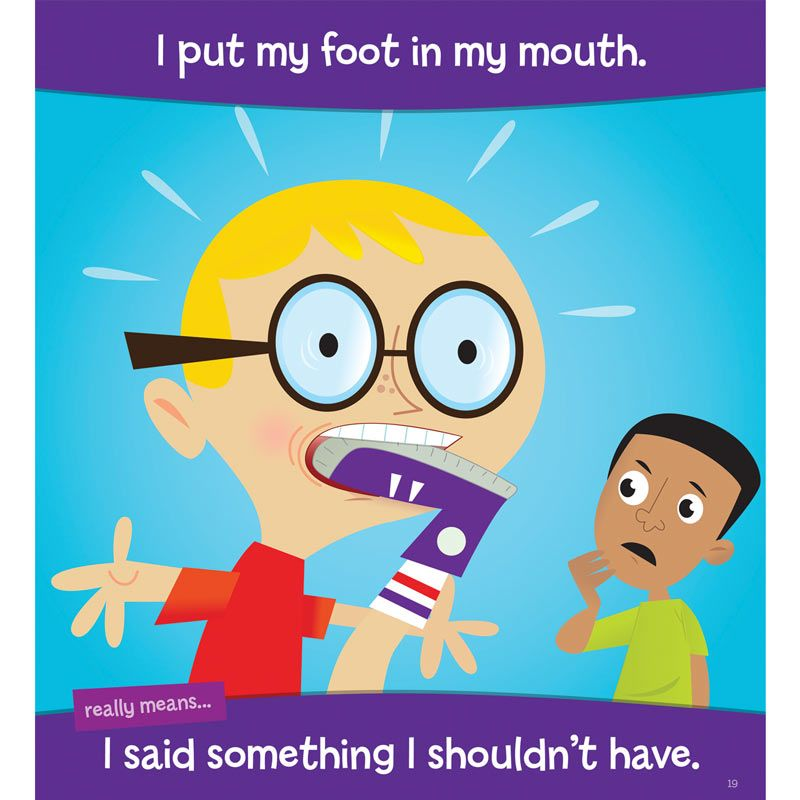 I put my foot in my mouth.
really means...
I said something I shouldn't have.
19